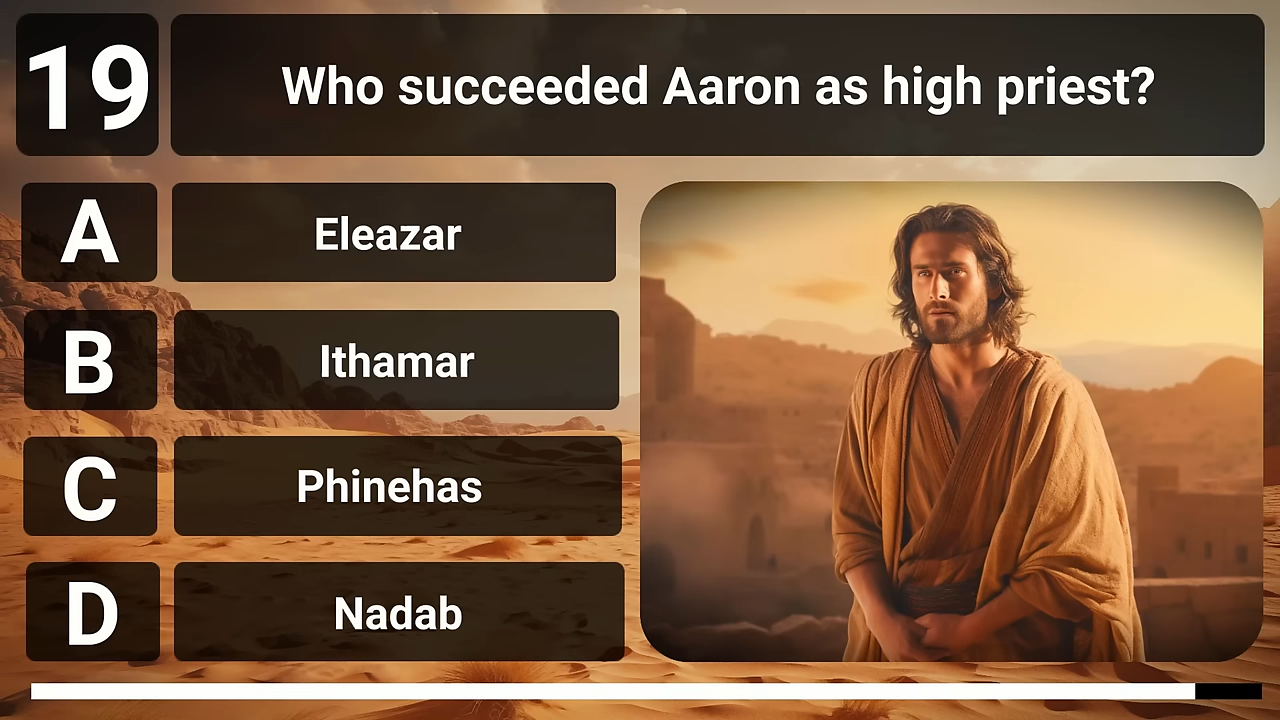 19
Who succeeded Aaron as high priest?
A
Eleazar
B
Ithamar
C
Phinehas
D
Nadab